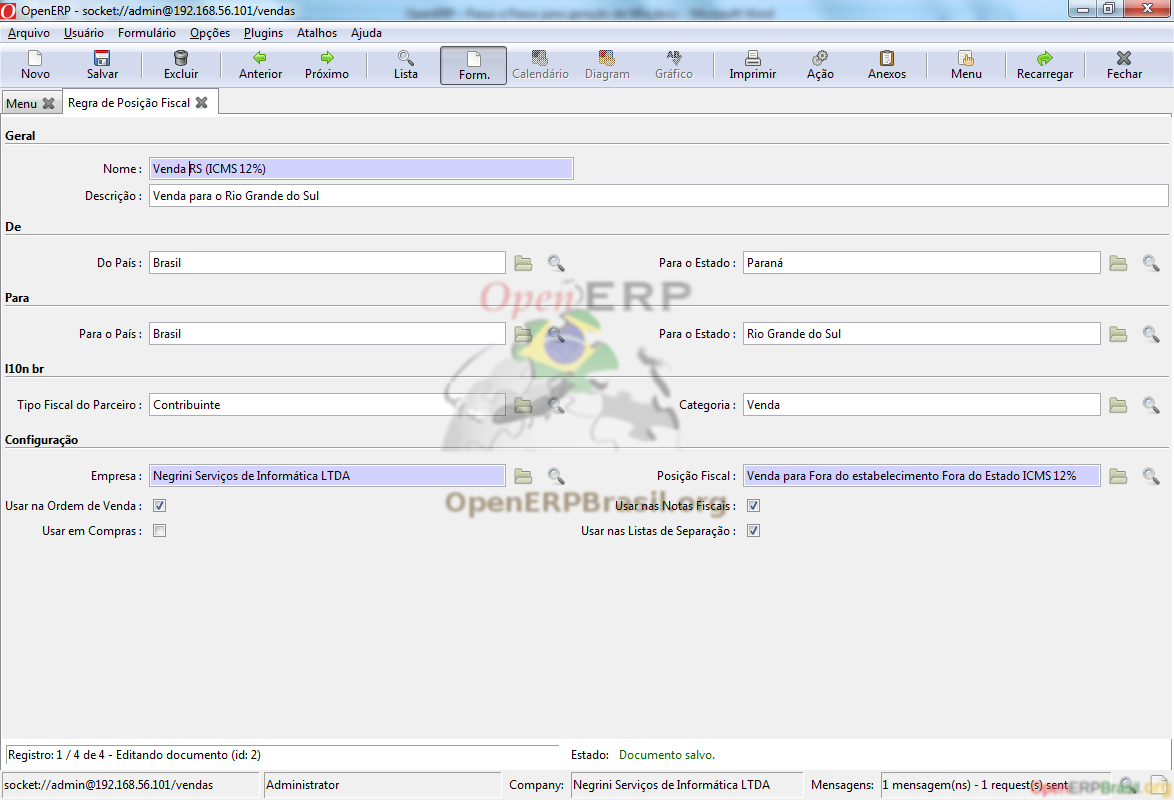 OpenERP - socket://admin@192.168.56.101/vendas
Arquivo Usuário Formulário Opções Plugins Atalhos Ajuda
Novo Salvar Excluir Anterior Próximo Lista Form. Calendário Diagram Gráfico Imprimir Ação Anexos Menu Recarregar Fechar
Menu Regra de Posição Fiscal
Geral
Nome : Venda RS (ICMS 12%)
Descrição : Venda para o Rio Grande do Sul
De
Do País : Brasil Para o Estado : Paraná
OpenERP
Para
Para o País : Brasil Para o Estado : Rio Grande do Sul
l10n br
Tipo Fiscal do Parceiro : Contribuinte Categoria : Venda
Configuração
Empresa : Negrini Serviços de Informática LTDA Posição Fiscal : Venda para Fora do estabelecimento Fora do Estado ICMS 12%
OpenERPBrasil.org
Usar na Ordem de Venda : Usar nas Notas Fiscais :
Usar em Compras : Usar nas Listas de Separação :
Registro: 1 / 4 de 4 - Editando documento (id: 2) Estado: Documento salvo.
socket://admin@192.168.56.101/vendas Administrator Company: Negrini Serviços de Informática LTDA Mensagens: 1 mensagem(ns) - 1 request(s) sent
OpenERPBrasil.org